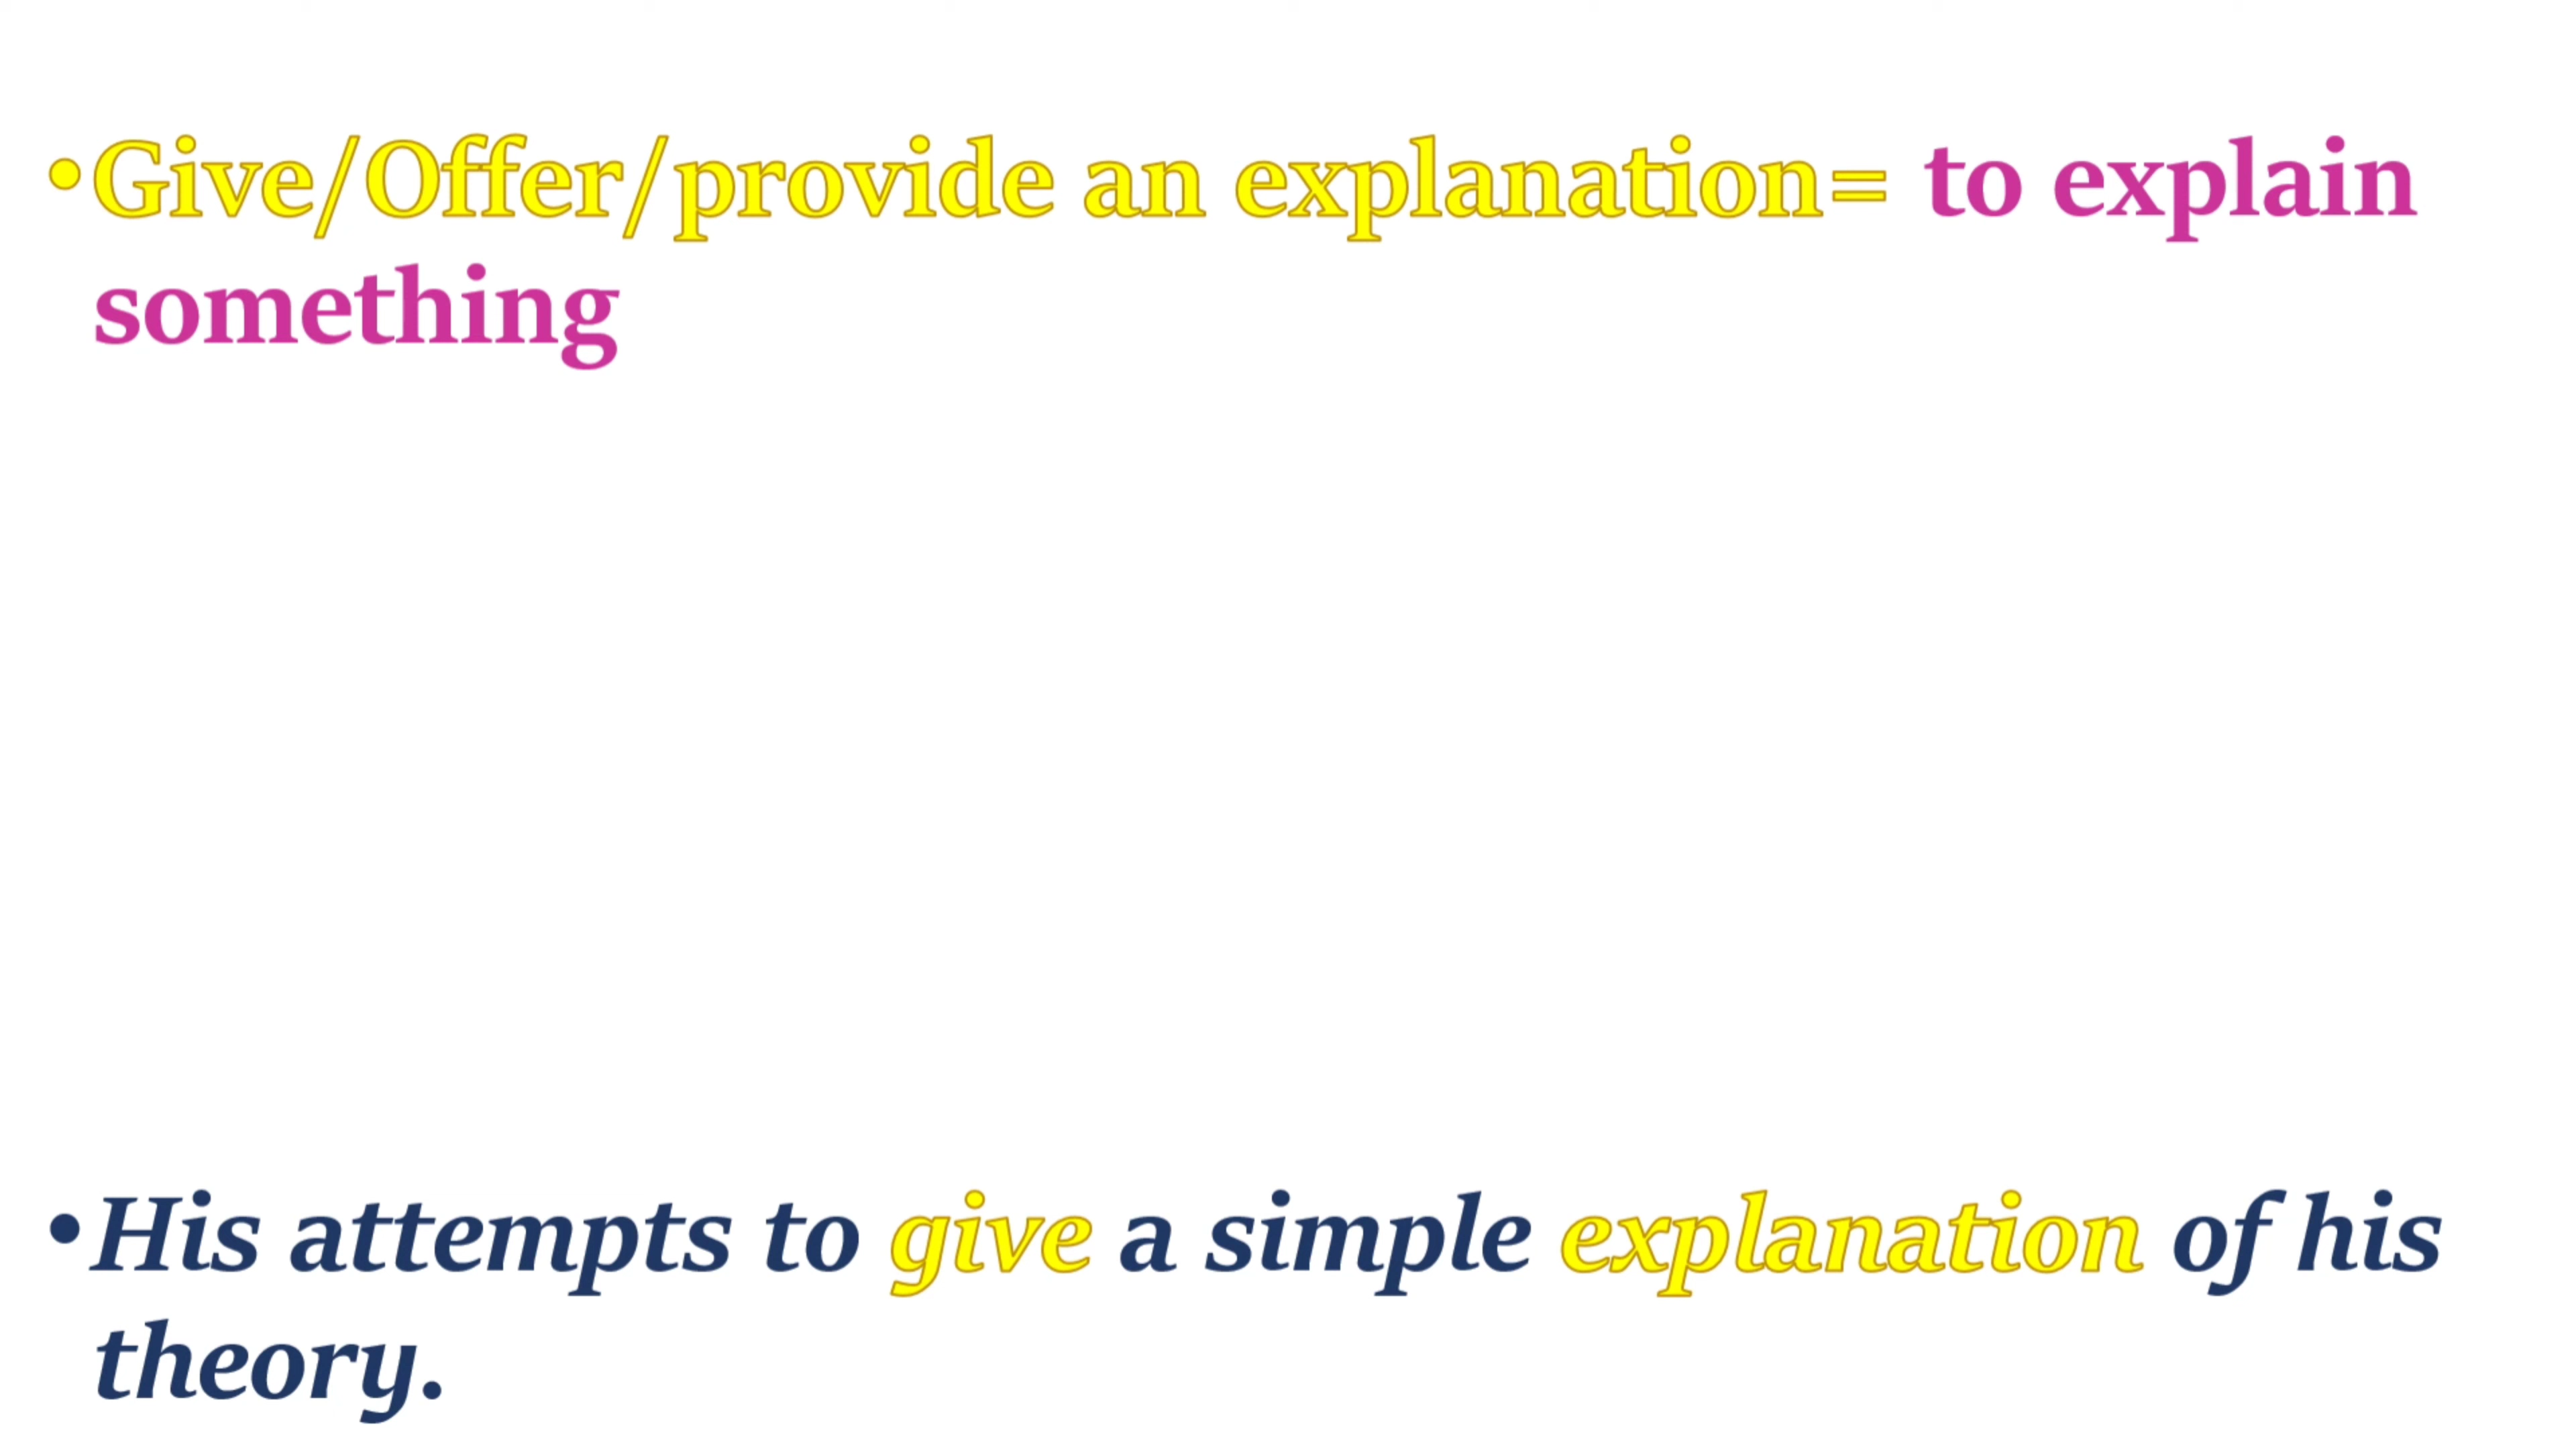 •Give/Offer/provide an explanation= to explain
something
•His attempts to give a simple explanation of his
theory.